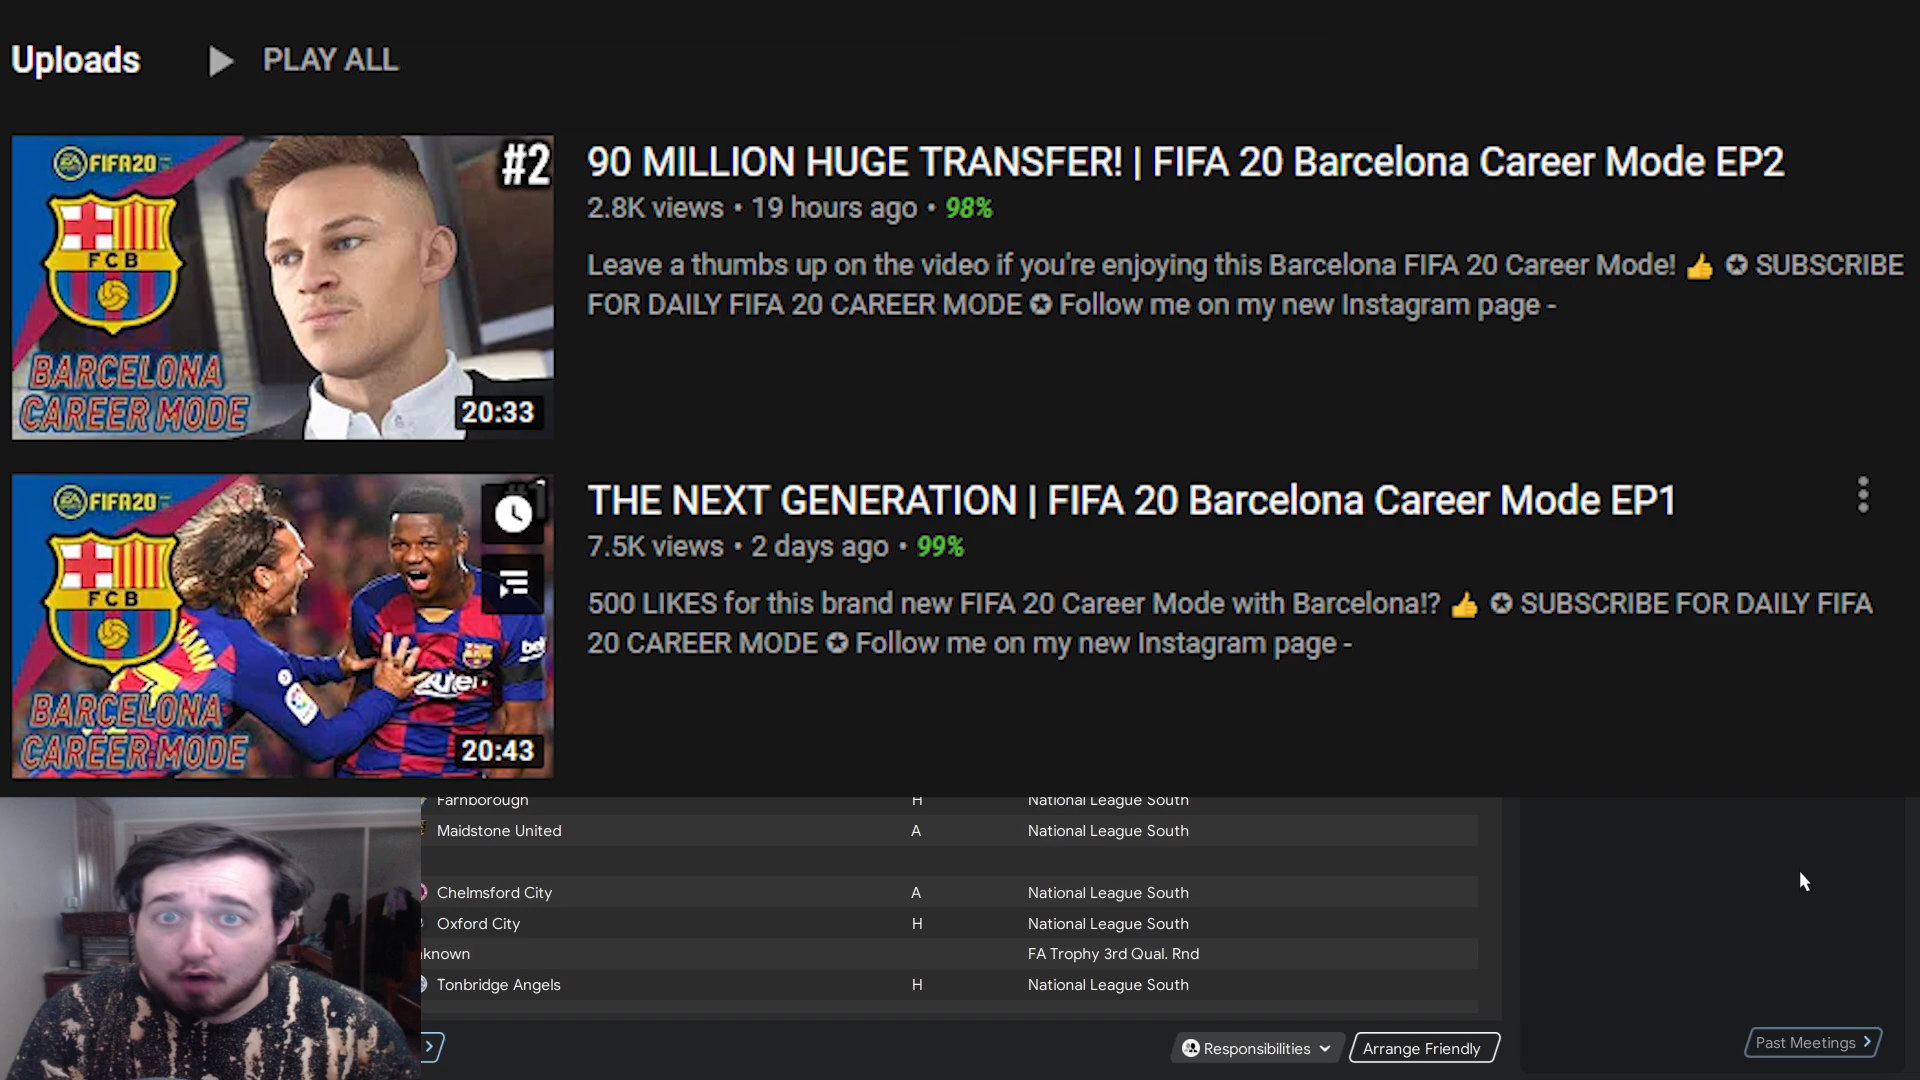 Uploads
PLAY ALL
FIFA20
#2
FCB
BARCELONA
CAREER MODE
20:33
90 MILLION HUGE TRANSFER! | FIFA 20 Barcelona Career Mode EP2
2.8K views • 19 hours ago • 98%
Leave a thumbs up on the video if you're enjoying this Barcelona FIFA 20 Career Mode! 👍 ✪ SUBSCRIBE
FOR DAILY FIFA 20 CAREER MODE ✪ Follow me on my new Instagram page -
FIFA20
FCB
BARCELONA
CAREER MODE
20:43
THE NEXT GENERATION | FIFA 20 Barcelona Career Mode EP1
7.5K views • 2 days ago • 99%
500 LIKES for this brand new FIFA 20 Career Mode with Barcelona!? 👍 ✪ SUBSCRIBE FOR DAILY FIFA
20 CAREER MODE ✪ Follow me on my new Instagram page -
Farnborough H National League South
Maidstone United A National League South
Chelmsford City A National League South
Oxford City H National League South
known FA Trophy 3rd Qual. Rnd
Tonbridge Angels H National League South
Responsibilities
Arrange Friendly
Past Meetings